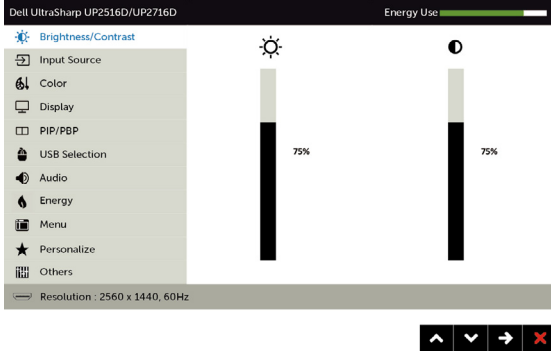 Dell UltraSharp UP2516D/UP2716D
Energy Use
Brightness/Contrast
Input Source
Color
Display
PIP/PBP
USB Selection
Audio
Energy
Menu
Personalize
Others
75%
75%
Resolution : 2560 x 1440, 60Hz